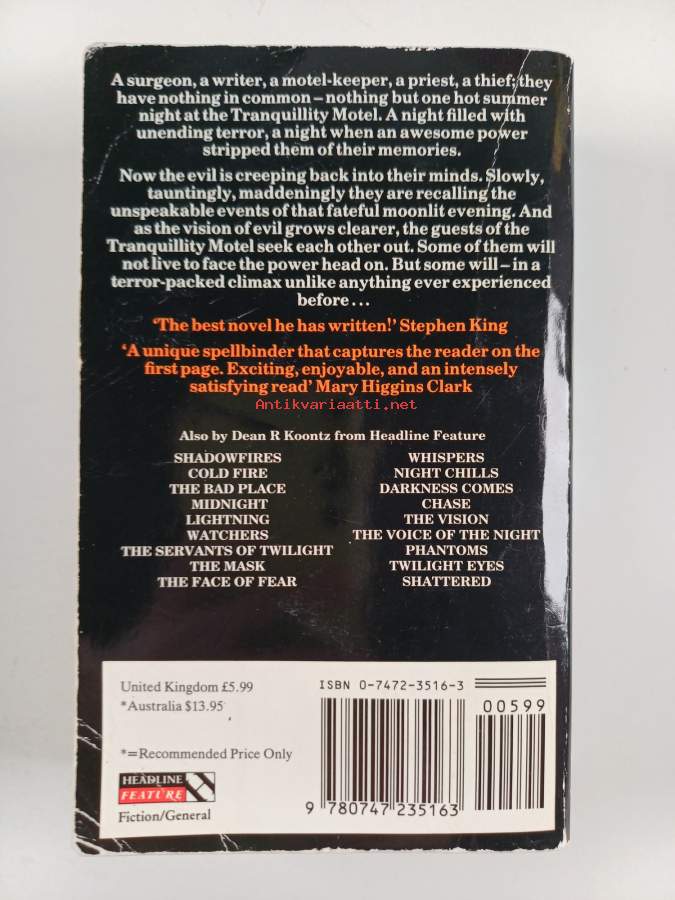 A surgeon, a writer, a motel-keeper, a priest, a thief: they
have nothing in common – nothing but one hot summer
night at the Tranquillity Motel. A night filled with
unending terror, a night when an awesome power
stripped them of their memories.
Now the evil is creeping back into their minds. Slowly,
tauntingly, maddeningly they are recalling the
unspeakable events of that fateful moonlit evening. And
as the vision of evil grows clearer, the guests of the
Tranquillity Motel seek each other out. Some of them will
not live to face the power head on. But some will – in a
terror-packed climax unlike anything ever experienced
before...
‘The best novel he has written!’ Stephen King
‘A unique spellbinder that captures the reader on the
first page. Exciting, enjoyable, and an intensely
satisfying read’ Mary Higgins Clark
Antikvariaatti.net
Also by Dean R Koontz from Headline Feature
SHADOWFIRES
COLD FIRE
THE BAD PLACE
MIDNIGHT
LIGHTNING
WATCHERS
THE SERVANTS OF TWILIGHT
THE MASK
THE FACE OF FEAR
WHISPERS
NIGHT CHILLS
DARKNESS COMES
CHASE
THE VISION
THE VOICE OF THE NIGHT
PHANTOMS
TWILIGHT EYES
SHATTERED
United Kingdom £5.99
*Australia $13.95
*=Recommended Price Only
HEADLINE
FEATURE
Fiction/General
ISBN 0-7472-3516-3
00599
9 780747 235163